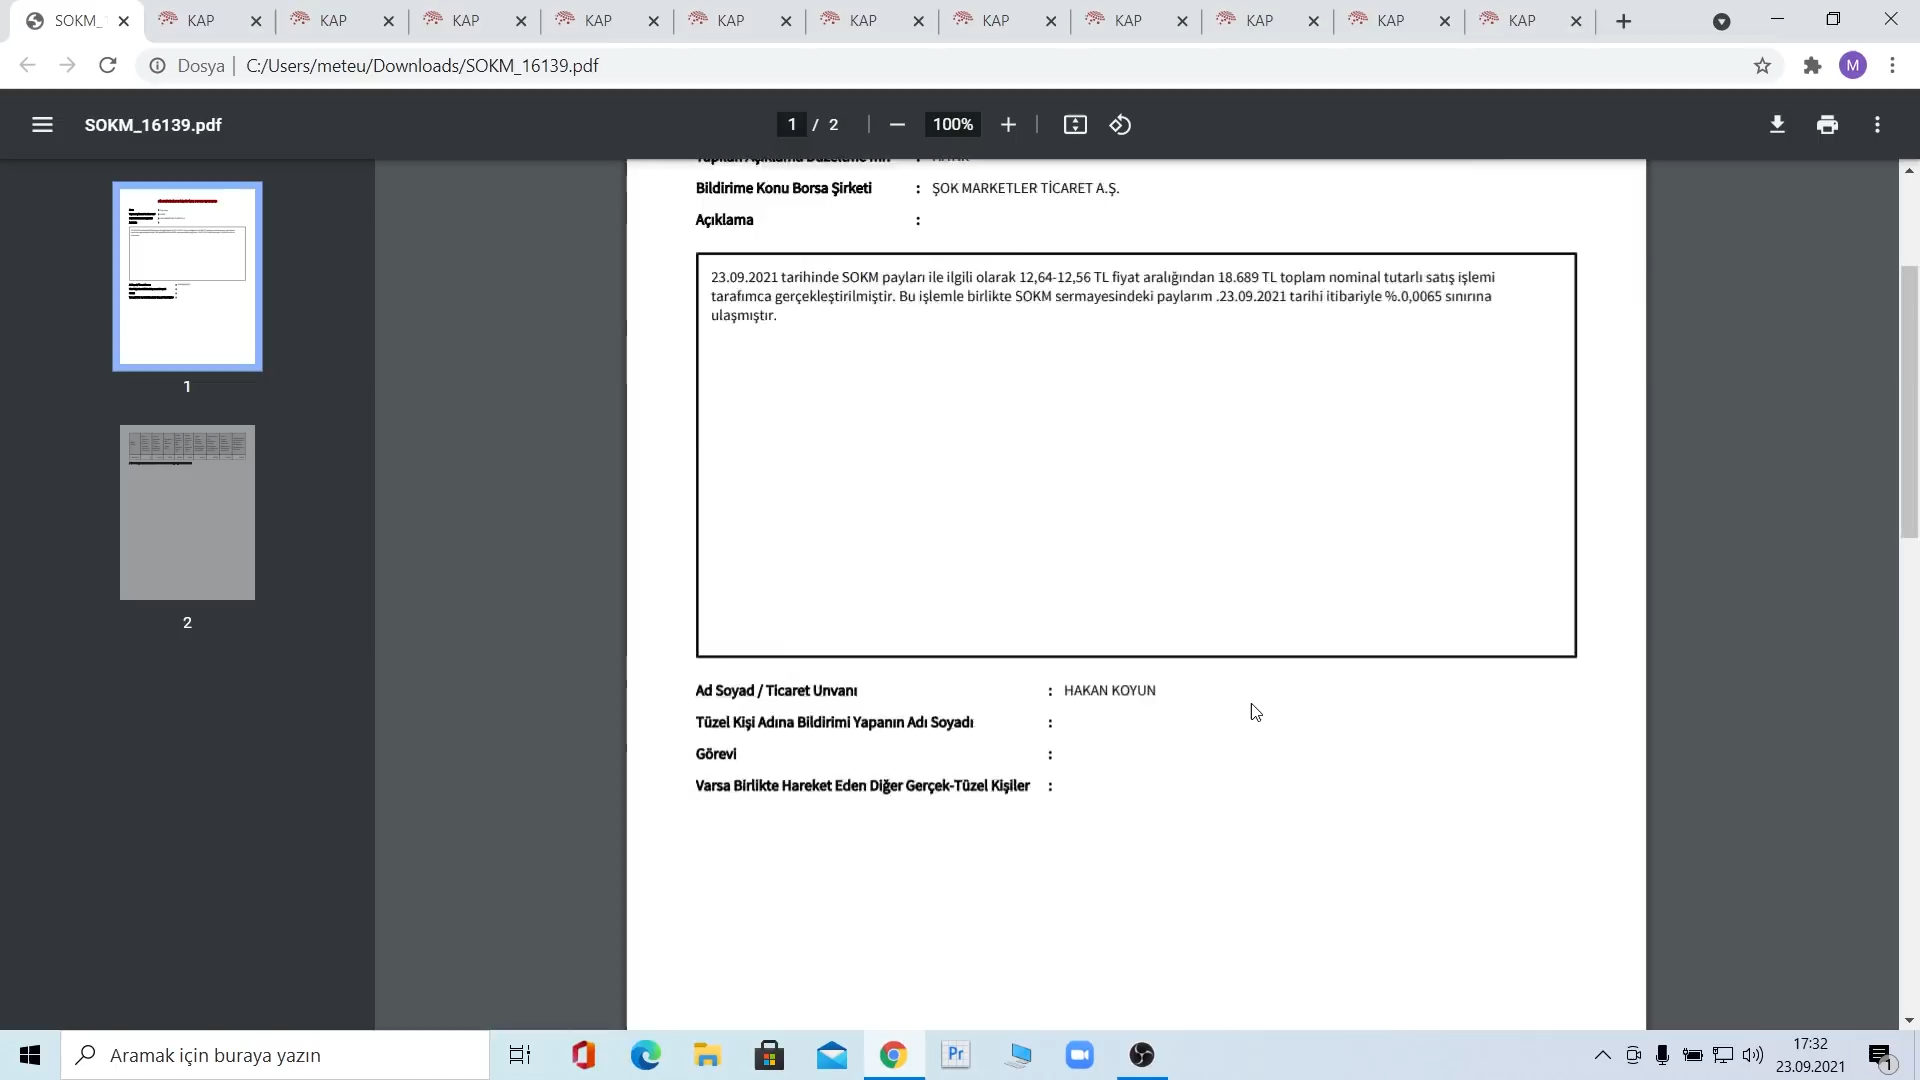 SOKM_
KAP
KAP
KAP
KAP
KAP
KAP
KAP
KAP
KAP
KAP
KAP
Dosya | C:/Users/meteu/Downloads/SOKM_16139.pdf
M
SOKM_16139.pdf
1 / 2
100%
1
2
Bildirime Konu Borsa Şirketi : ŞOK MARKETLER TİCARET A.Ş.
Açıklama :
23.09.2021 tarihinde SOKM payları ile ilgili olarak 12,64-12,56 TL fiyat aralığından 18.689 TL toplam nominal tutarlı satış işlemi
tarafımca gerçekleştirilmiştir. Bu işlemle birlikte SOKM sermayesindeki paylarım .23.09.2021 tarihi itibariyle %.0,0065 sınırına
ulaşmıştır.
Ad Soyad / Ticaret Unvanı : HAKAN KOYUN
Tüzel Kişi Adına Bildirimi Yapanın Adı Soyadı :
Görevi :
Varsa Birlikte Hareket Eden Diğer Gerçek-Tüzel Kişiler :
Aramak için buraya yazın
Pr
17:32
23.09.2021
1